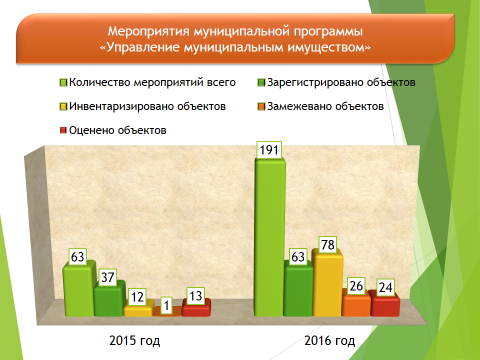 Мероприятия муниципальной программы
«Управление муниципальным имуществом»
Количество мероприятий всего
Зарегистрировано объектов
Инвентаризировано объектов
Замежевано объектов
Оценено объектов
63
37
12
1
13
191
63
78
26
24
2015 год
2016 год